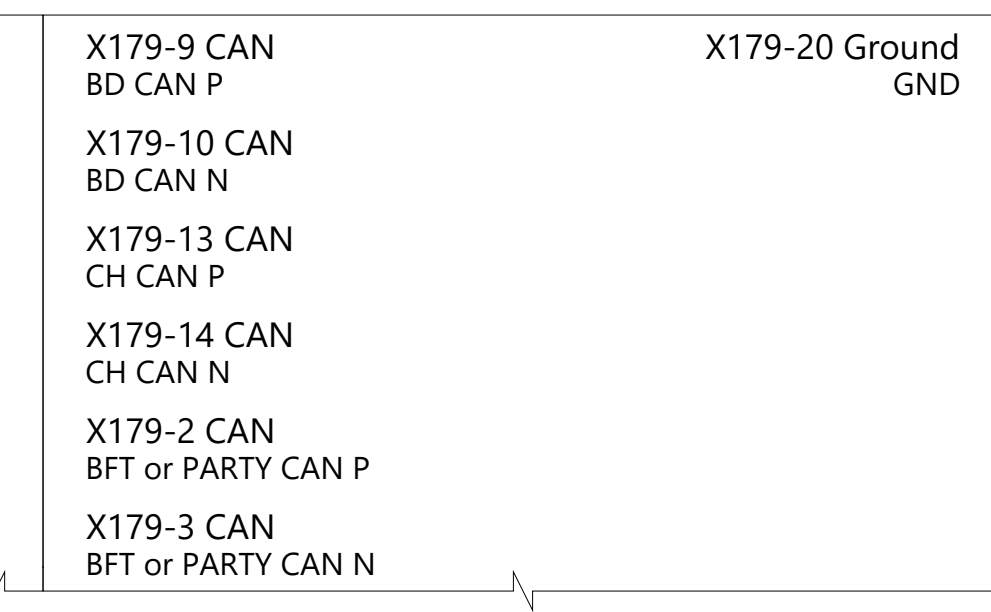 X179-9 CAN
BD CAN P
X179-10 CAN
BD CAN N
X179-13 CAN
CH CAN P
X179-14 CAN
CH CAN N
X179-2 CAN
BFT or PARTY CAN P
X179-3 CAN
BFT or PARTY CAN N
X179-20 Ground
GND